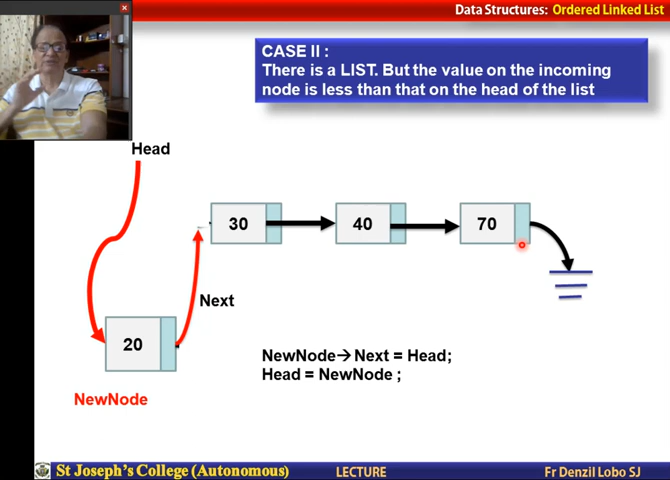 Data Structures: Ordered Linked List
CASE II :
There is a LIST. But the value on the incoming
node is less than that on the head of the list
Head
30
40
70
Next
20
NewNode→Next = Head;
Head = NewNode ;
NewNode
St Joseph's College (Autonomous)
LECTURE
Fr Denzil Lobo SJ